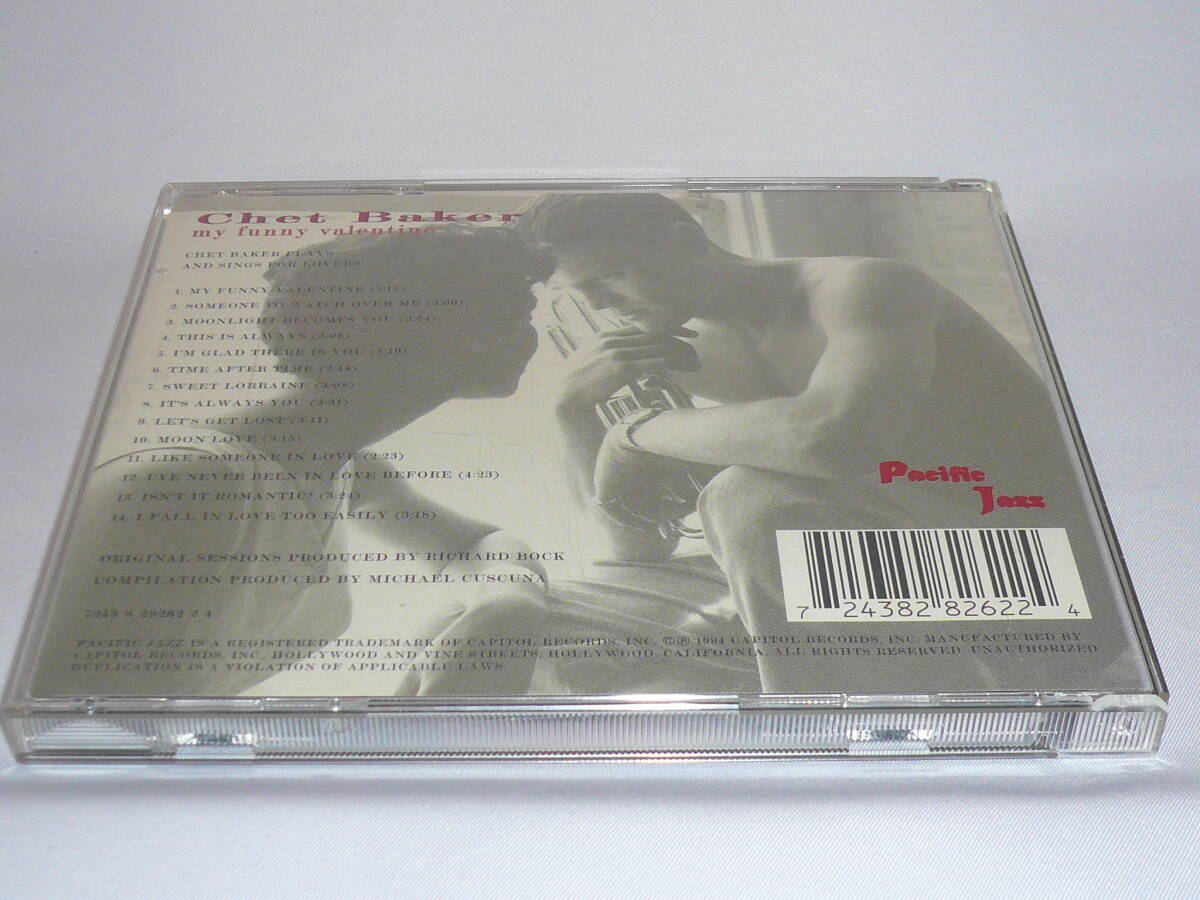 Chet Baker
my funny valentine
CHET BAKER PLAYS
AND SINGS FOR LOVERS
1. MY FUNNY VALENTINE
2. SOMEONE TO WATCH OVER ME (3:00)
3. MOONLIGHT BECOMES YOU (3:24)
4. THIS IS ALWAYS (3:06)
5. I'M GLAD THERE IS YOU
6. TIME AFTER TIME (2:44)
7. SWEET LORRAINE (3:08)
8. IT'S ALWAYS YOU (3:31)
9. LET'S GET LOST (3:41)
10. MOON LOVE (3:15)
11. LIKE SOMEONE IN LOVE (2:23)
12. I'VE NEVER BEEN IN LOVE BEFORE (4:23)
13. ISN'T IT ROMANTIC? (3:24)
14. I FALL IN LOVE TOO EASILY (3:18)
ORIGINAL SESSIONS PRODUCED BY RICHARD BOCK
COMPILATION PRODUCED BY MICHAEL CUSCUNA
7243 8 28262 2 4
Pacific
Jazz
7 24382 82622 4
PACIFIC JAZZ IS A REGISTERED TRADEMARK OF CAPITOL RECORDS, INC. ©℗ 1994 CAPITOL RECORDS, INC. MANUFACTURED BY
CAPITOL RECORDS, INC., HOLLYWOOD AND VINE STREETS, HOLLYWOOD, CALIFORNIA. ALL RIGHTS RESERVED. UNAUTHORIZED
DUPLICATION IS A VIOLATION OF APPLICABLE LAWS.